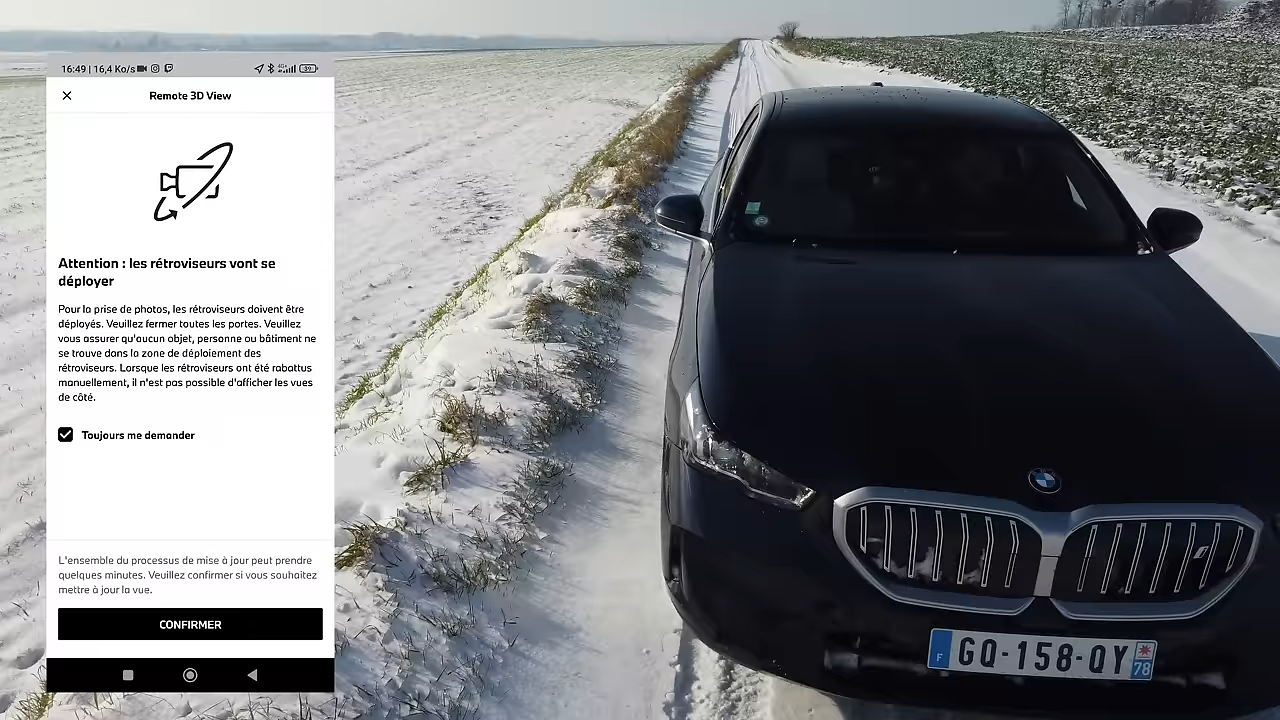 16:49 | 16,4 Ko/s
4G+
59
Remote 3D View
Attention : les rétroviseurs vont se
déployer
Pour la prise de photos, les rétroviseurs doivent être
déployés. Veuillez fermer toutes les portes. Veuillez
vous assurer qu'aucun objet, personne ou bâtiment ne
se trouve dans la zone de déploiement des
rétroviseurs. Lorsque les rétroviseurs ont été rabattus
manuellement, il n'est pas possible d'afficher les vues
de côté.
Toujours me demander
L'ensemble du processus de mise à jour peut prendre
quelques minutes. Veuillez confirmer si vous souhaitez
mettre à jour la vue.
CONFIRMER
F GQ-158-QY 78